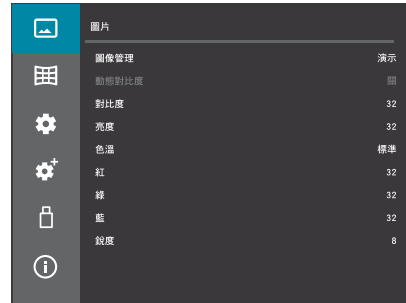 圖片
圖像管理 演示
動態對比度 關
對比度 32
亮度 32
色溫 標準
紅 32
綠 32
藍 32
銳度 8